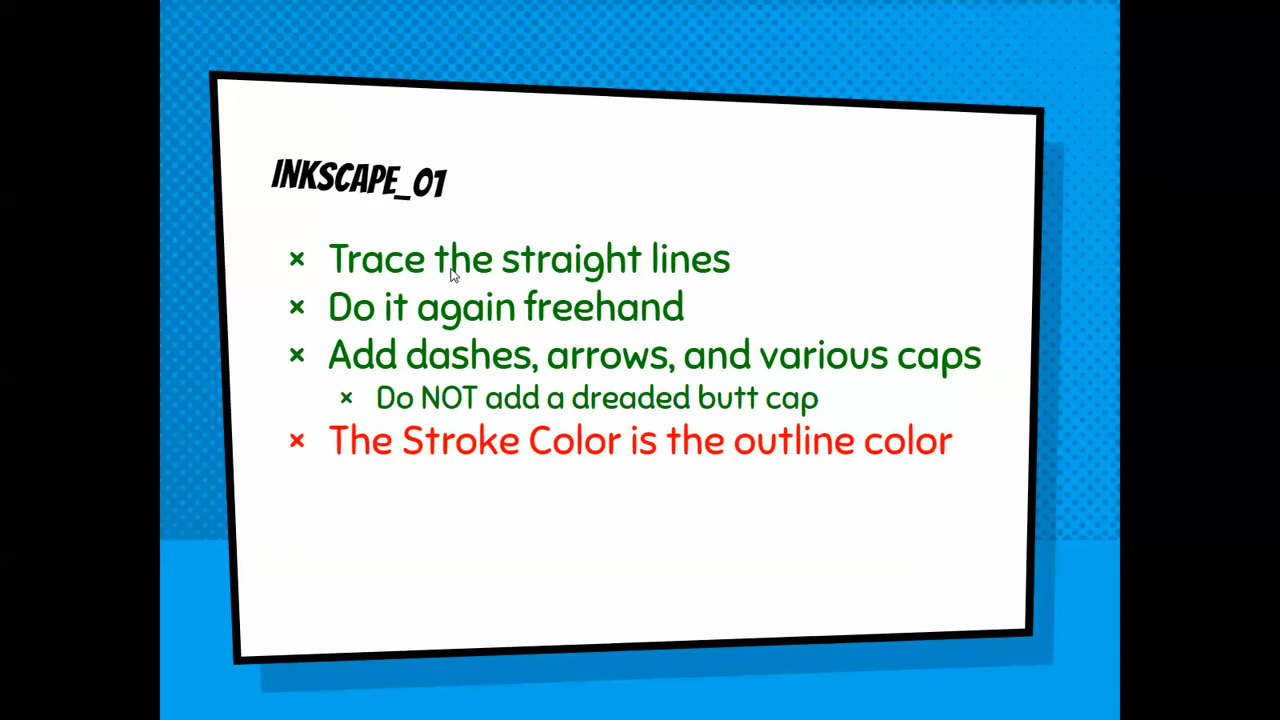 INKSCAPE_01
× Trace the straight lines
× Do it again freehand
× Add dashes, arrows, and various caps
× Do NOT add a dreaded butt cap
× The Stroke Color is the outline color